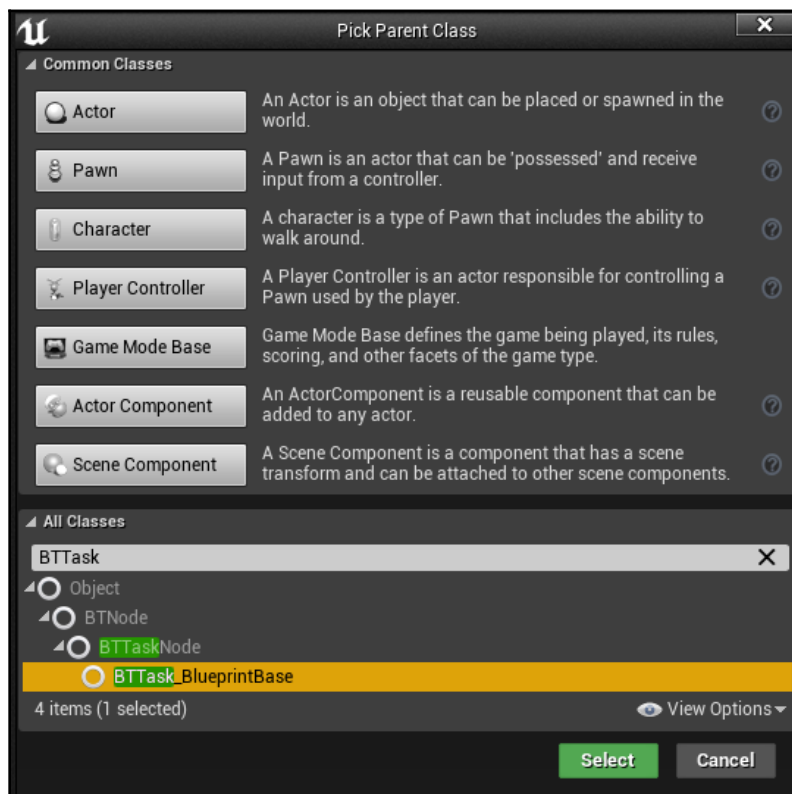 Pick Parent Class
Common Classes
Actor
An Actor is an object that can be placed or spawned in the
world.
Pawn
A Pawn is an actor that can be 'possessed' and receive
input from a controller.
Character
A character is a type of Pawn that includes the ability to
walk around.
Player Controller
A Player Controller is an actor responsible for controlling a
Pawn used by the player.
Game Mode Base
Game Mode Base defines the game being played, its rules,
scoring, and other facets of the game type.
Actor Component
An ActorComponent is a reusable component that can be
added to any actor.
Scene Component
A Scene Component is a component that has a scene
transform and can be attached to other scene components.
All Classes
BTTask
Object
BTNode
BTTaskNode
BTTask_BlueprintBase
4 items (1 selected)
View Options
Select
Cancel